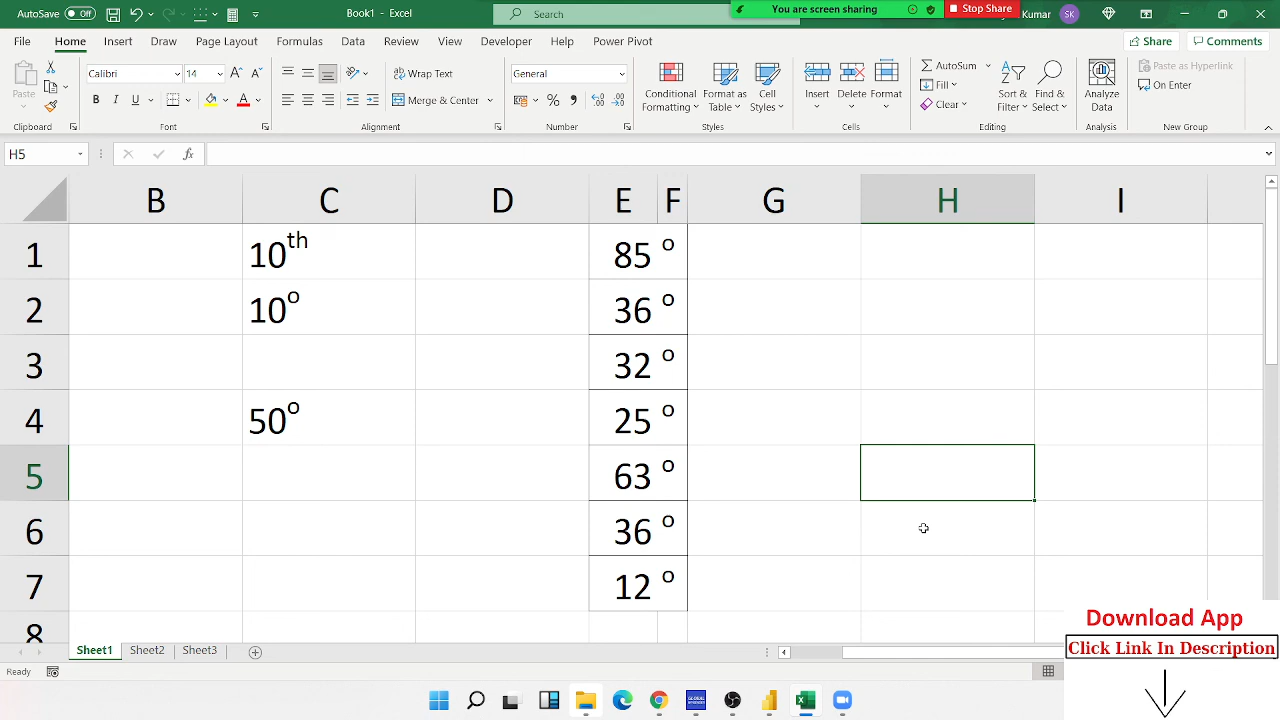 AutoSave Off Book1 - Excel Search You are screen sharing Stop Share Kumar SK
File Home Insert Draw Page Layout Formulas Data Review View Developer Help Power Pivot Share Comments
Paste Calibri 14 A A Wrap Text General Conditional Formatting Format as Table Cell Styles Insert Delete Format AutoSum Fill Clear Sort & Filter Find & Select Analyze Data Paste as Hyperlink On Enter
B I U A Merge & Center % ,
Clipboard Font Alignment Number Styles Cells Editing Analysis New Group
H5 fx
B C D E F G H I
1 10th 85 o
2 10o 36 o
3 32 o
4 50o 25 o
5 63 o
6 36 o
7 12 o
8
Download App
Click Link In Description
Sheet1 Sheet2 Sheet3
Ready